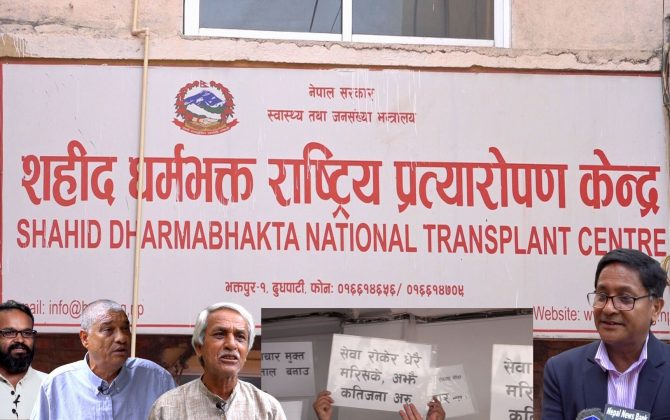 नेपाल सरकार
स्वास्थ्य तथा जनसंख्या मन्त्रालय
शहीद धर्मभक्त राष्ट्रिय प्रत्यारोपण केन्द्र
SHAHID DHARMABHAKTA NATIONAL TRANSPLANT CENTRE
भक्तपुर-१, दुधपाटी, फोन: ०१६६१४६५६/ ०१६६१४७०५
Website:
मुक्त
बनाउ
सेवा रोकेर धेरै
मरिसके, अझै
कतिजना अरु
सेवा
Nepal News Bank